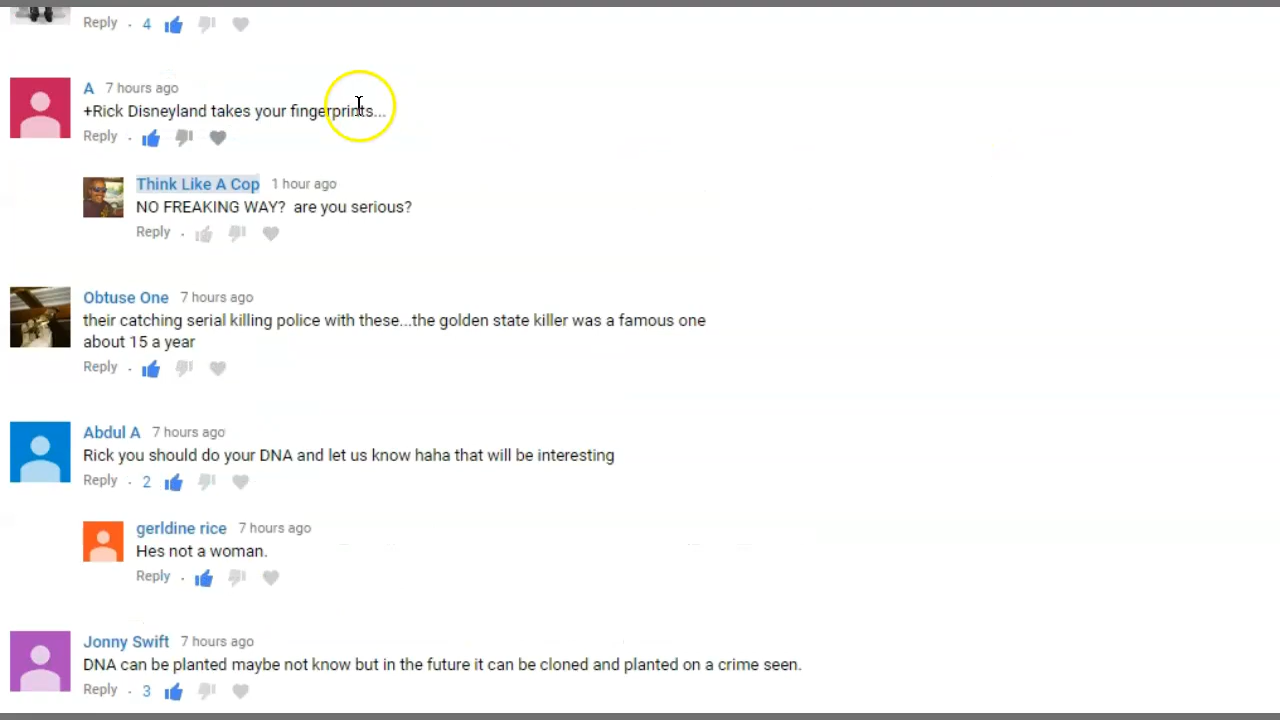 Reply · 4
A 7 hours ago
+Rick Disneyland takes your fingerprints...
Reply ·
Think Like A Cop 1 hour ago
NO FREAKING WAY? are you serious?
Reply ·
Obtuse One 7 hours ago
their catching serial killing police with these...the golden state killer was a famous one
about 15 a year
Reply ·
Abdul A 7 hours ago
Rick you should do your DNA and let us know haha that will be interesting
Reply · 2
gerldine rice 7 hours ago
Hes not a woman.
Reply ·
Jonny Swift 7 hours ago
DNA can be planted maybe not know but in the future it can be cloned and planted on a crime seen.
Reply · 3